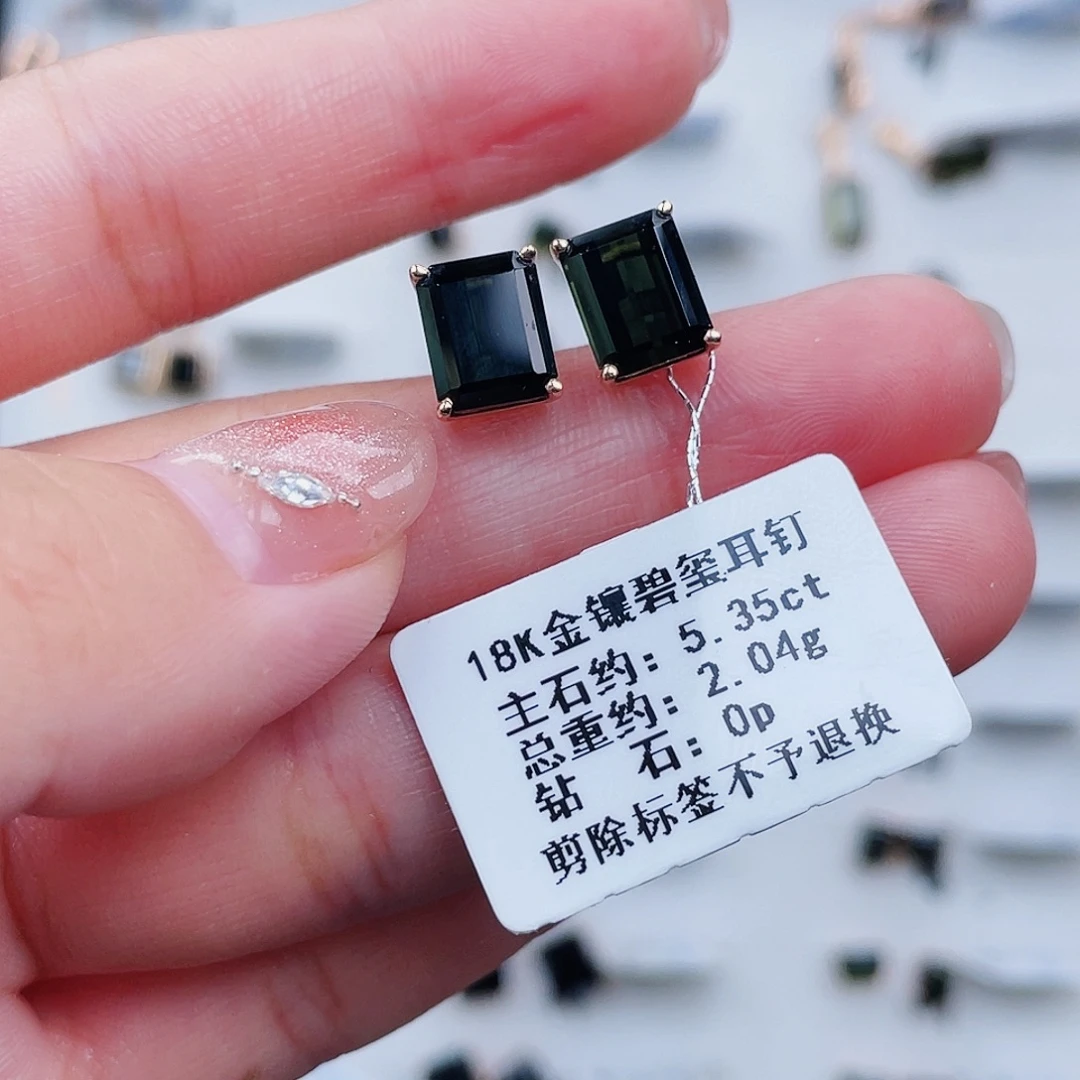 18K金镶碧玺耳钉
主石约: 5.35ct
总重约: 2.04g
钻 石: 0p
剪除标签不予退换